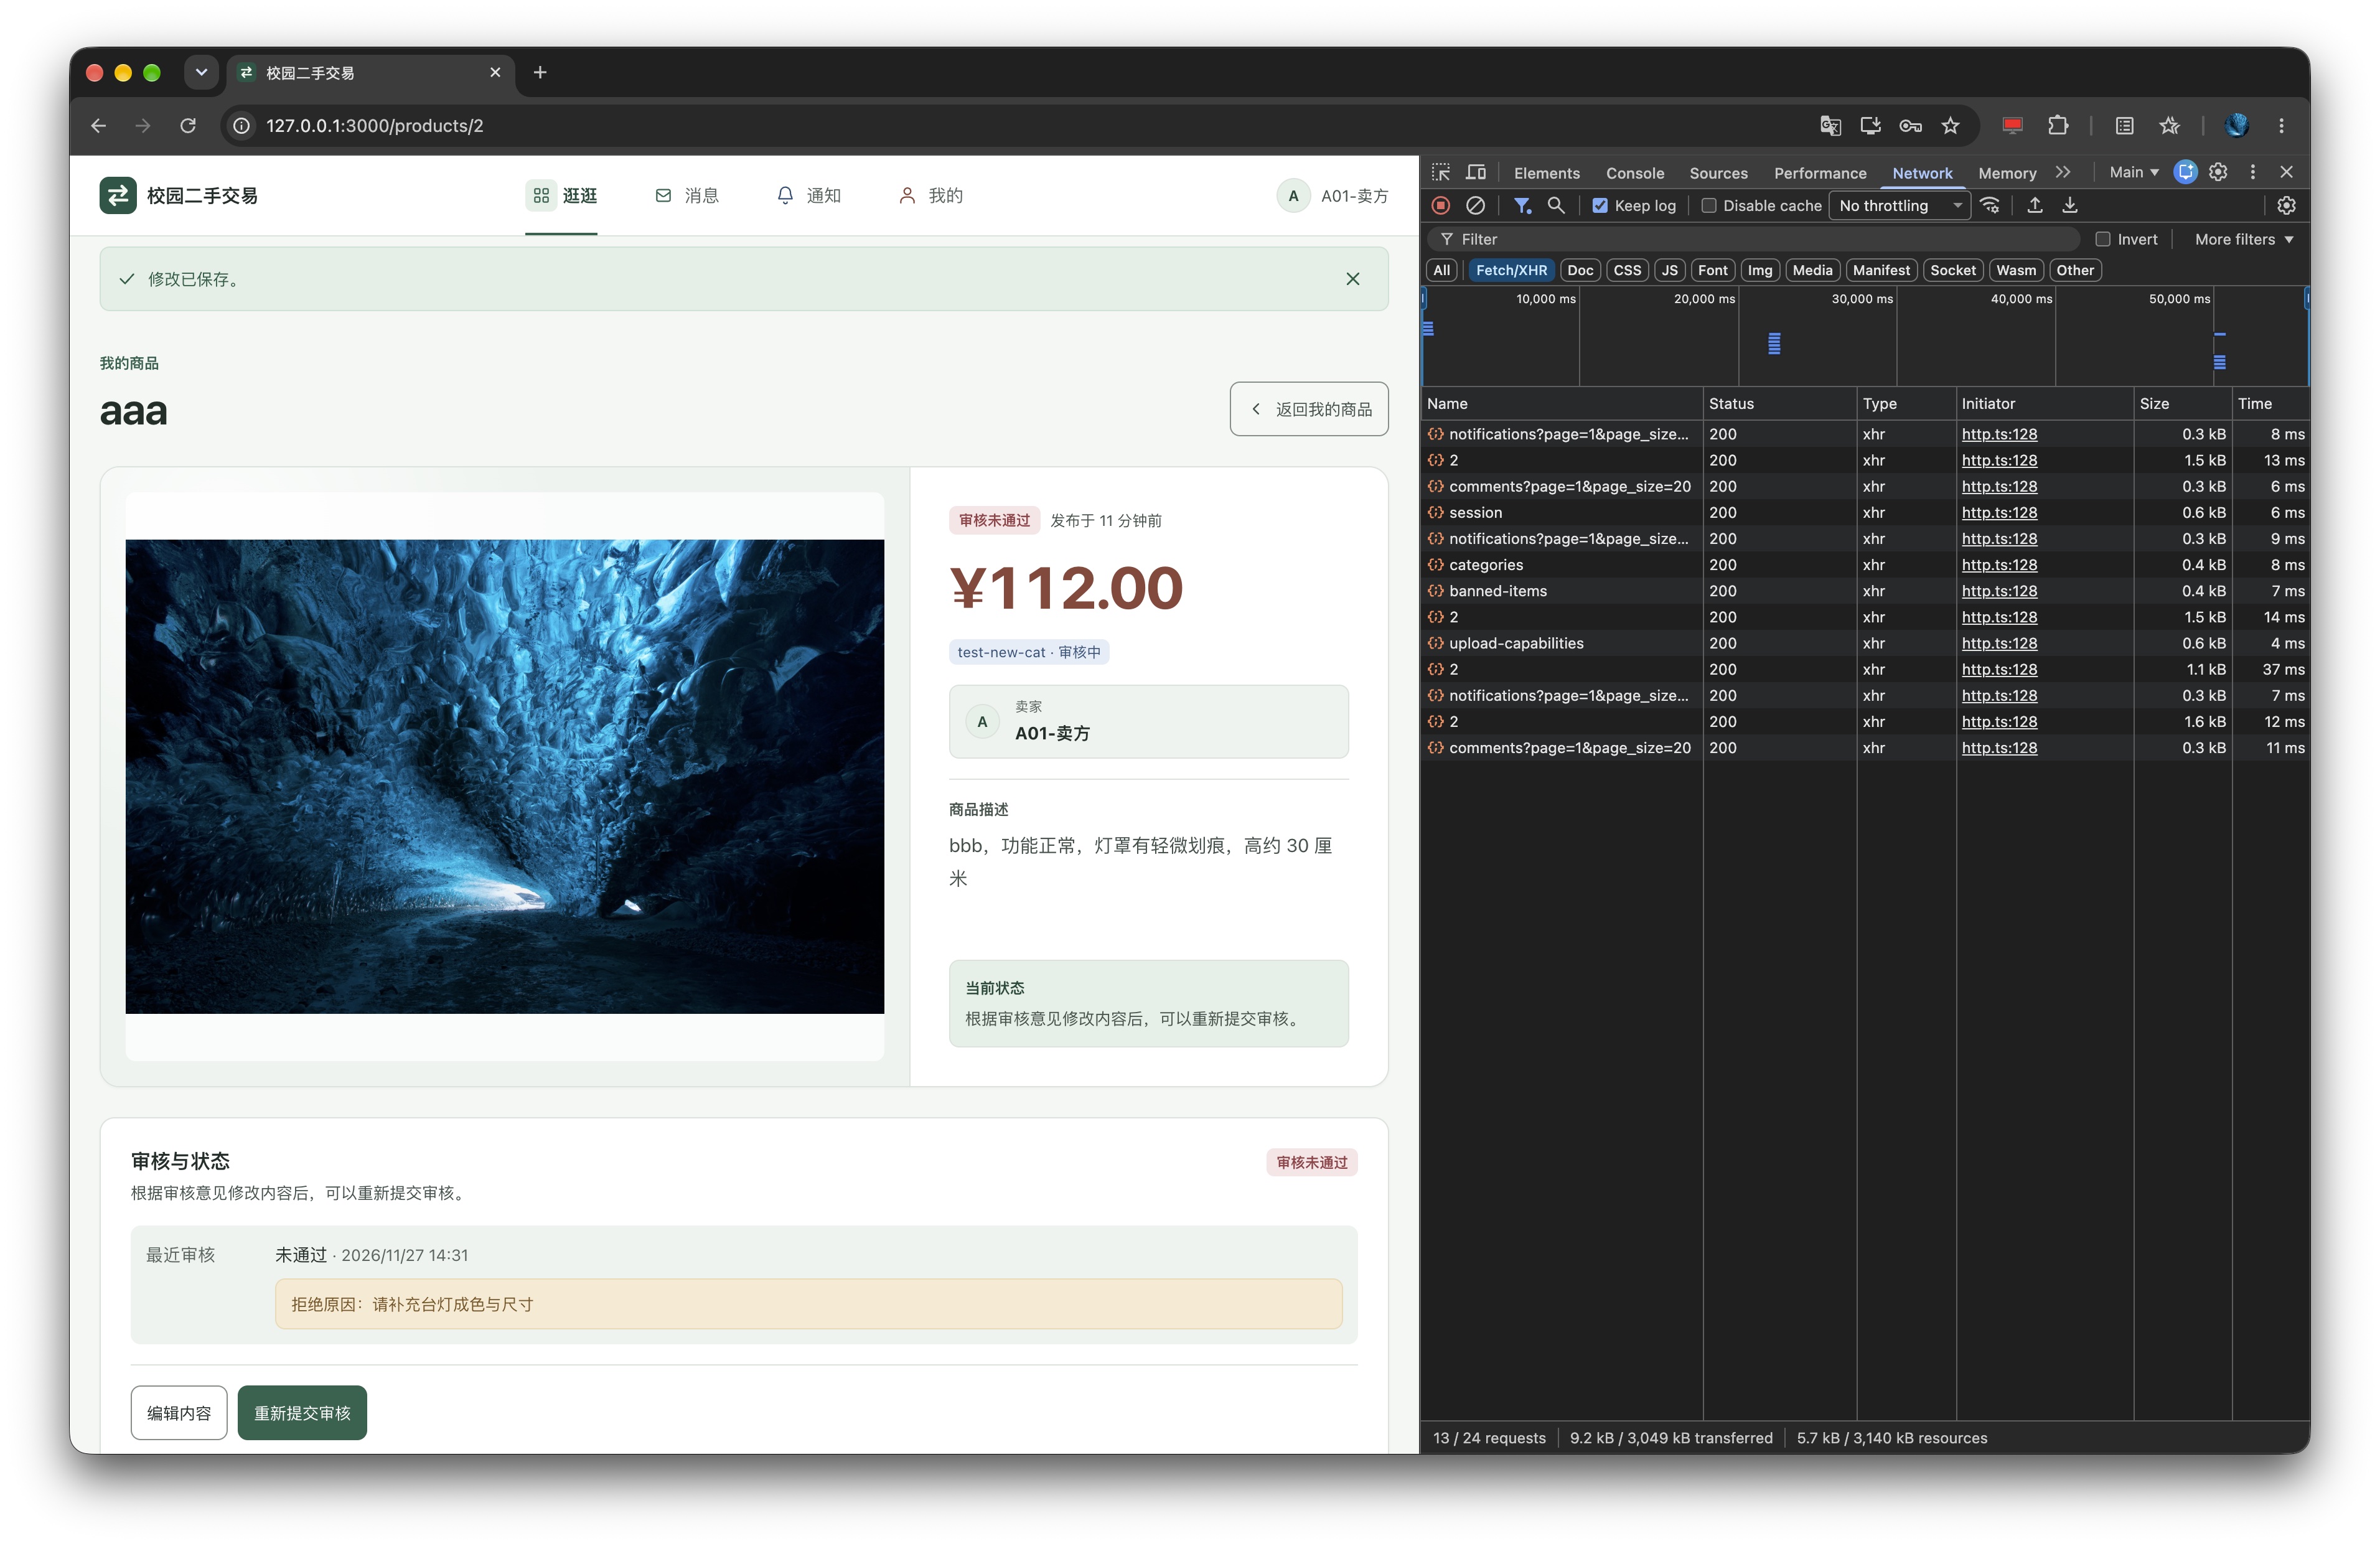 校园二手交易
127.0.0.1:3000/products/2
校园二手交易
逛逛
消息
通知
我的
A
A01-卖方
修改已保存。
我的商品
aaa
返回我的商品
审核未通过
发布于 11 分钟前
¥112.00
test-new-cat · 审核中
A
卖家
A01-卖方
商品描述
bbb，功能正常，灯罩有轻微划痕，高约 30 厘
米
当前状态
根据审核意见修改内容后，可以重新提交审核。
审核与状态
审核未通过
根据审核意见修改内容后，可以重新提交审核。
最近审核
未通过 · 2026/11/27 14:31
拒绝原因：请补充台灯成色与尺寸
编辑内容
重新提交审核
Elements Console Sources Performance Network Memory Main
Keep log Disable cache No throttling
Filter Invert More filters
All Fetch/XHR Doc CSS JS Font Img Media Manifest Socket Wasm Other
10,000 ms 20,000 ms 30,000 ms 40,000 ms 50,000 ms
Name Status Type Initiator Size Time
notifications?page=1&page_size... 200 xhr http.ts:128 0.3 kB 8 ms
2 200 xhr http.ts:128 1.5 kB 13 ms
comments?page=1&page_size=20 200 xhr http.ts:128 0.3 kB 6 ms
session 200 xhr http.ts:128 0.6 kB 6 ms
notifications?page=1&page_size... 200 xhr http.ts:128 0.3 kB 9 ms
categories 200 xhr http.ts:128 0.4 kB 8 ms
banned-items 200 xhr http.ts:128 0.4 kB 7 ms
2 200 xhr http.ts:128 1.5 kB 14 ms
upload-capabilities 200 xhr http.ts:128 0.6 kB 4 ms
2 200 xhr http.ts:128 1.1 kB 37 ms
notifications?page=1&page_size... 200 xhr http.ts:128 0.3 kB 7 ms
2 200 xhr http.ts:128 1.6 kB 12 ms
comments?page=1&page_size=20 200 xhr http.ts:128 0.3 kB 11 ms
13 / 24 requests 9.2 kB / 3,049 kB transferred 5.7 kB / 3,140 kB resources